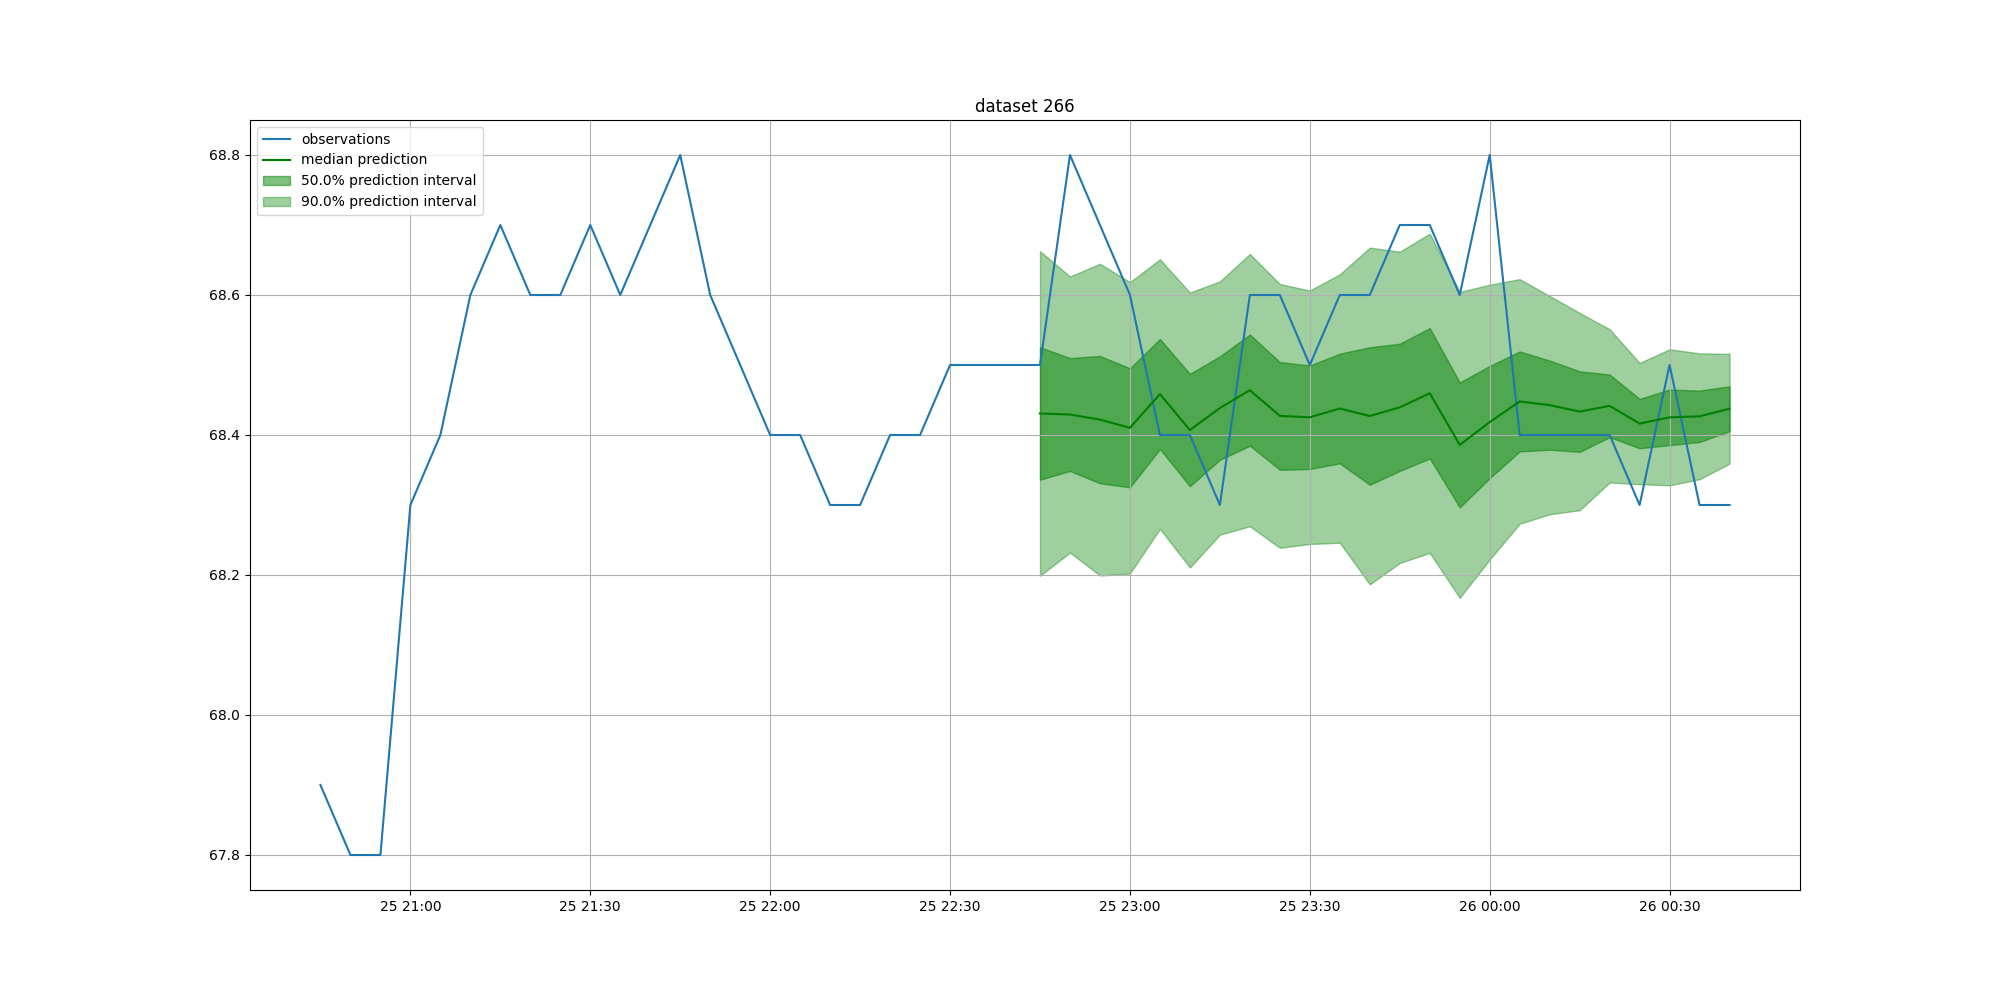 dataset 266
observations
median prediction
50.0% prediction interval
90.0% prediction interval
68.8
68.6
68.4
68.2
68.0
67.8
25 21:00
25 21:30
25 22:00
25 22:30
25 23:00
25 23:30
26 00:00
26 00:30